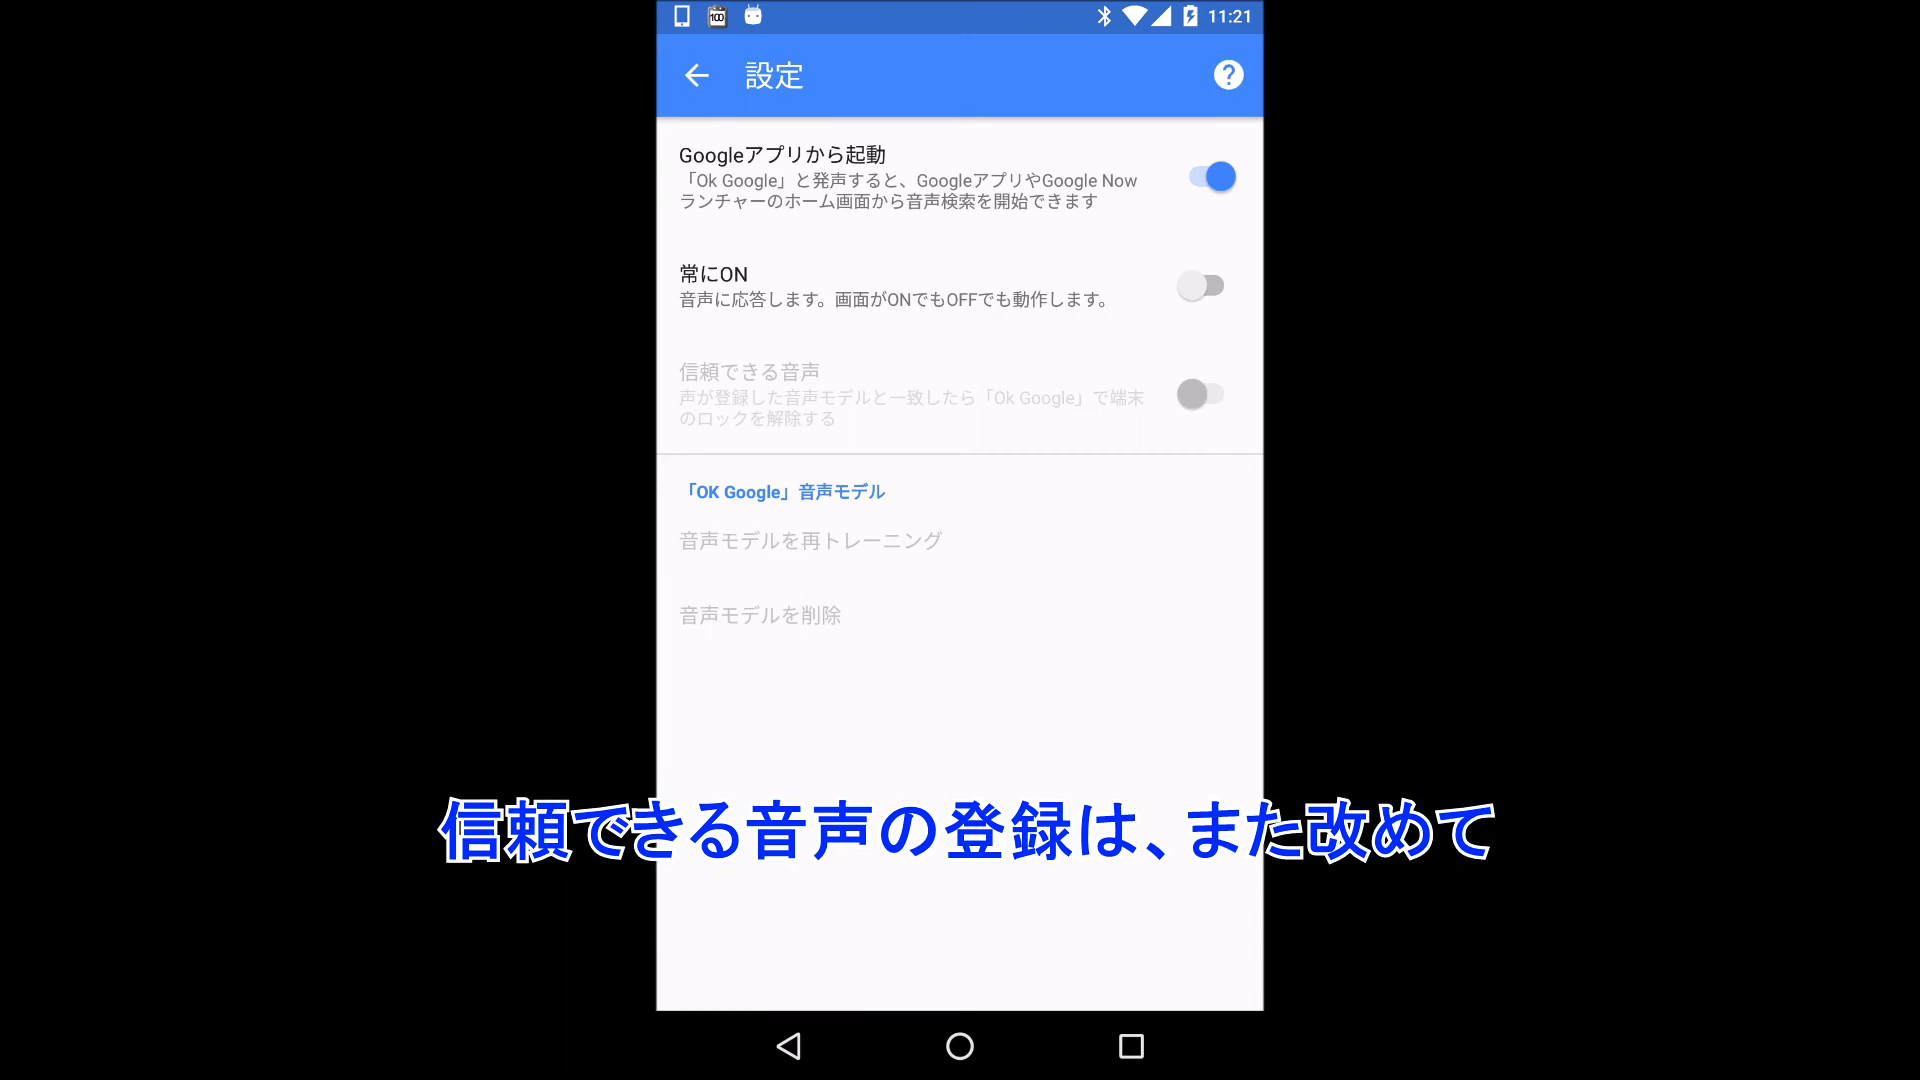 100
11:21
設定
Googleアプリから起動
「Ok Google」と発声すると、GoogleアプリやGoogle Now
ランチャーのホーム画面から音声検索を開始できます
常にON
音声に応答します。画面がONでもOFFでも動作します。
信頼できる音声
声が登録した音声モデルと一致したら「Ok Google」で端末
のロックを解除する
「OK Google」音声モデル
音声モデルを再トレーニング
音声モデルを削除
信頼できる音声の登録は、また改めて